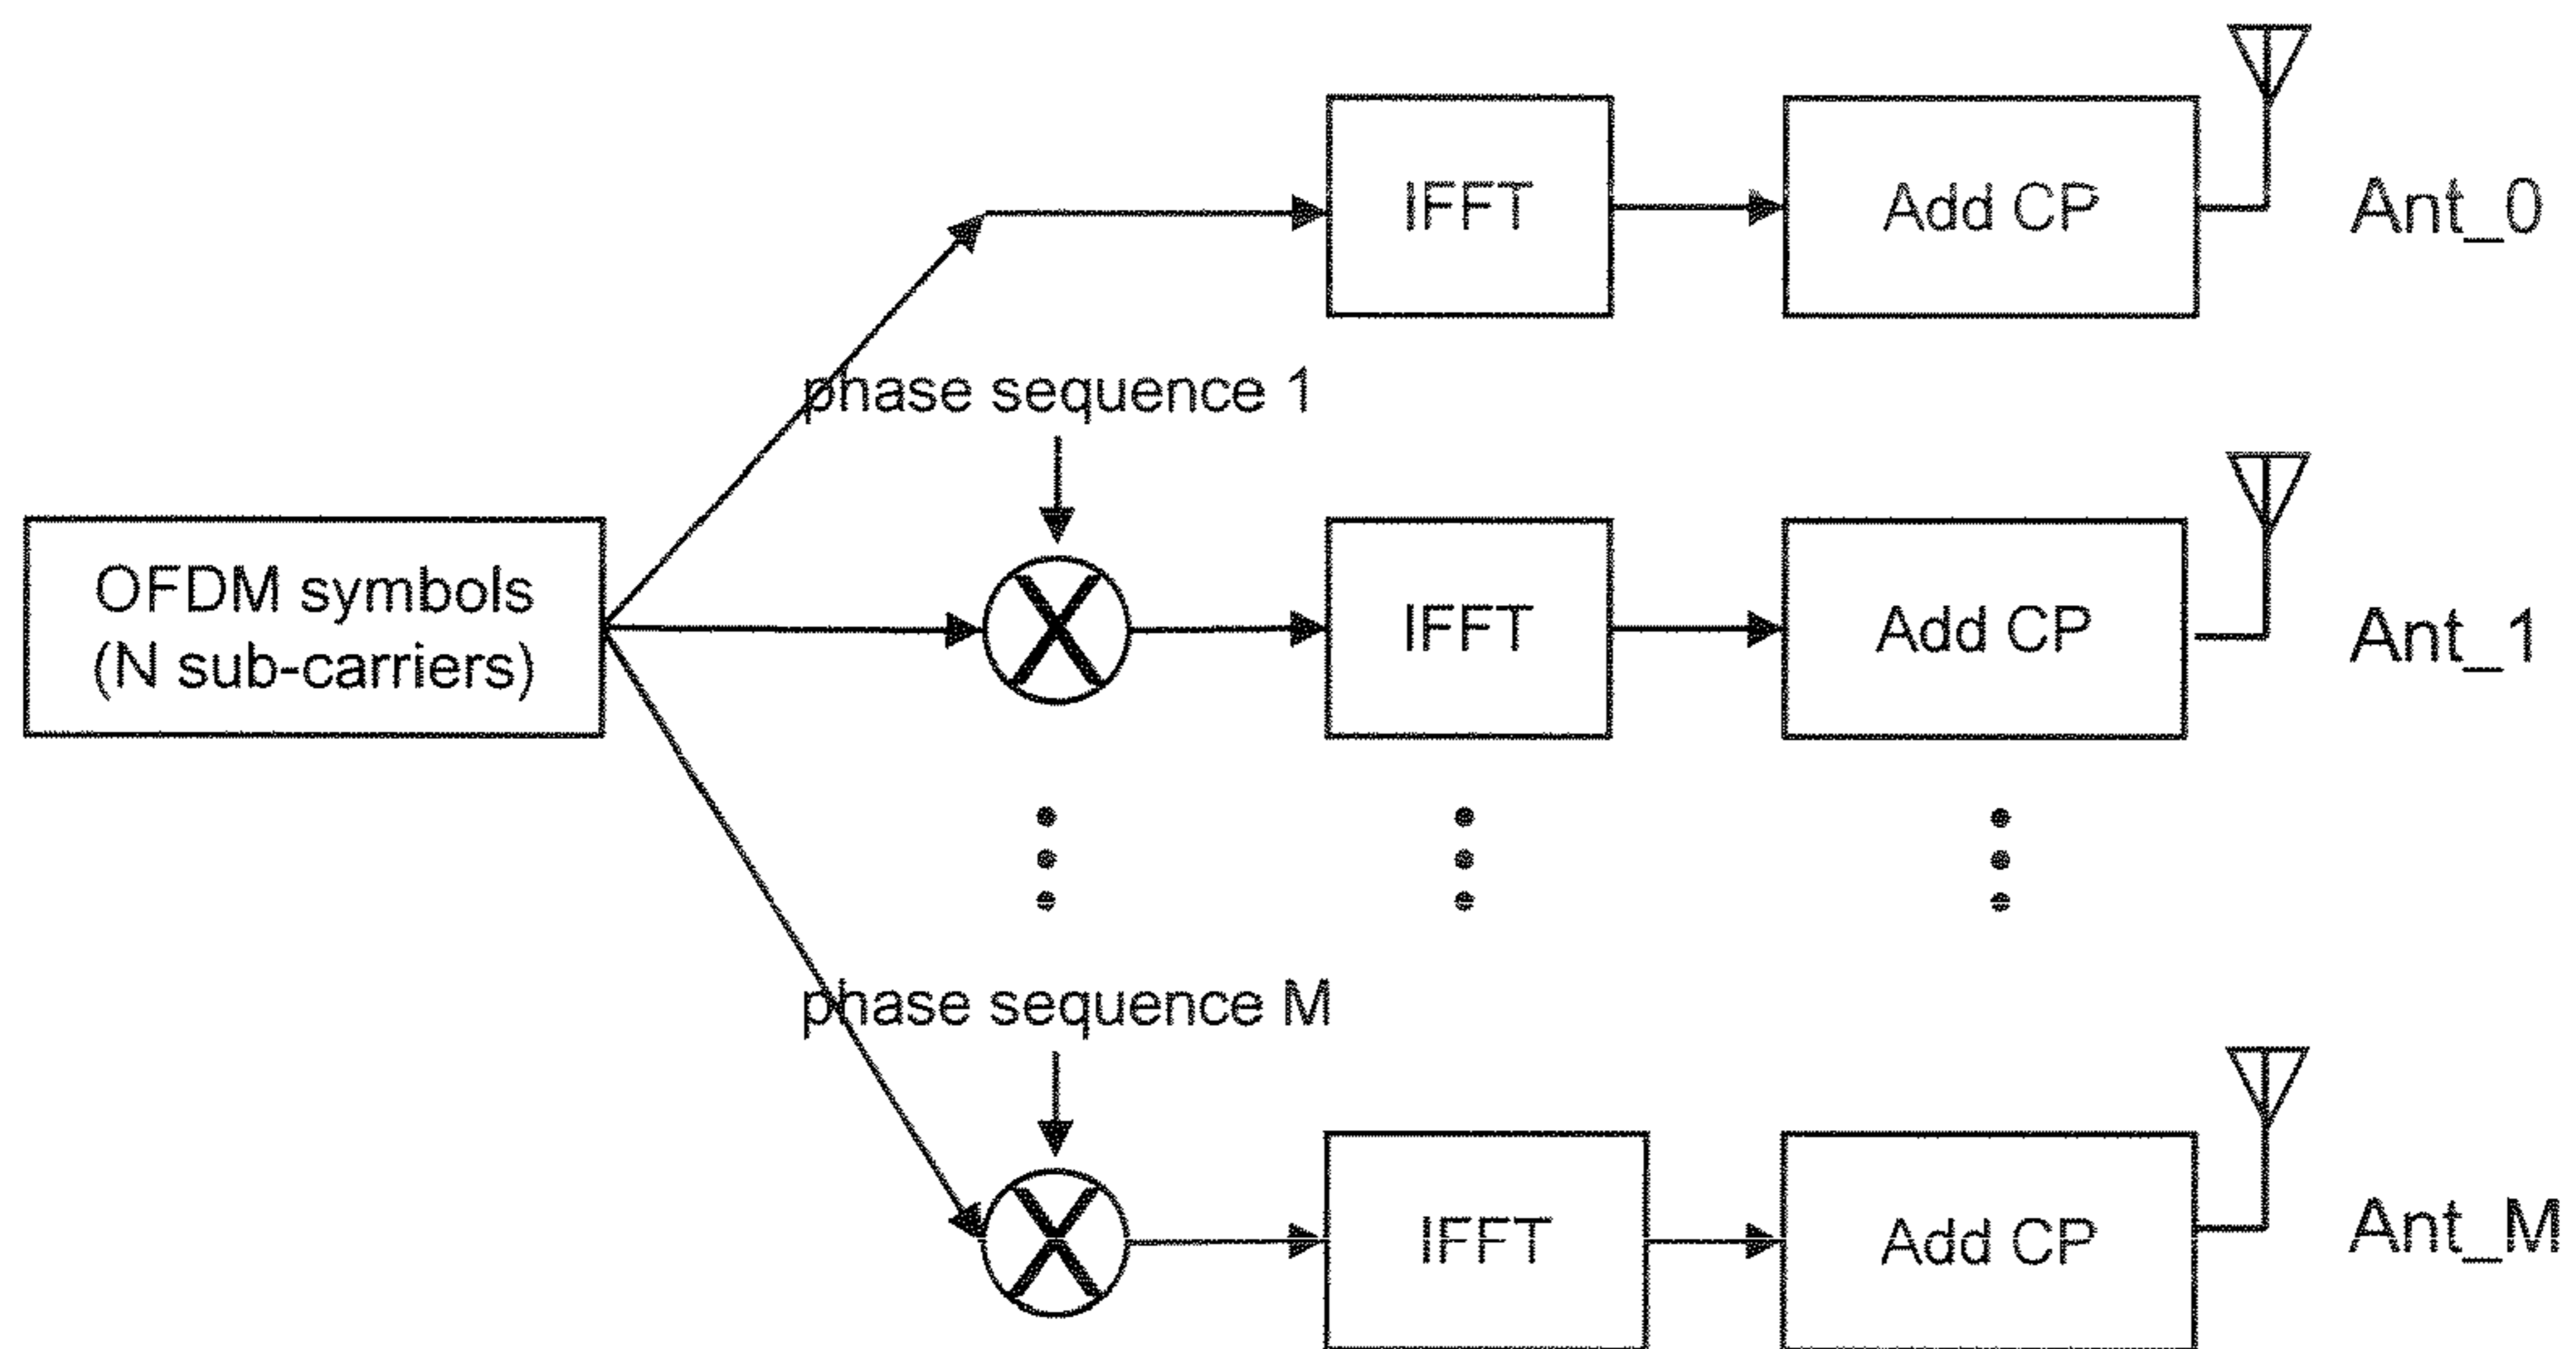 IFFT
Add CP
Ant_0
phase sequence 1
OFDM symbols
(N sub-carriers)
X
IFFT
Add CP
Ant_1
phase sequence M
X
IFFT
Add CP
Ant_M